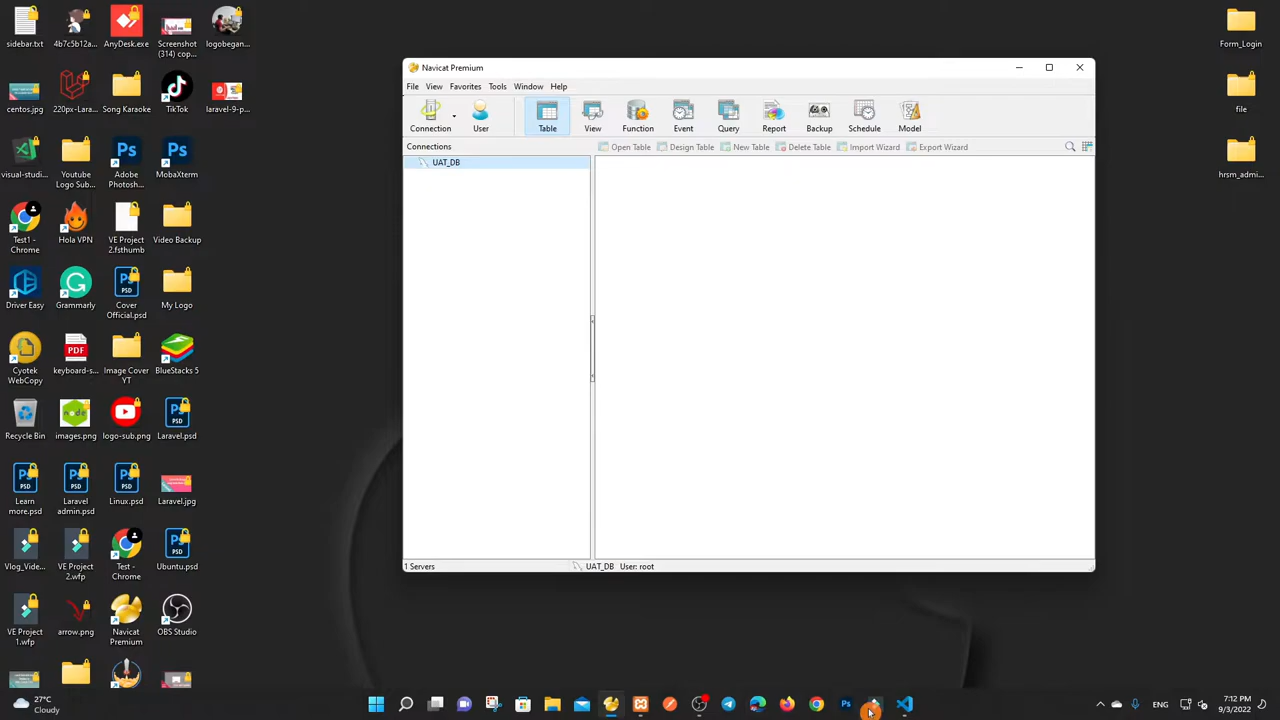 sidebar.txt
4b7c5b12a...
AnyDesk.exe
Screenshot
(314) cop...
logobegan...
centos.jpg
220px-Lara...
Song Karaoke
TikTok
laravel-9-p...
visual-studi...
Youtube
Logo Sub...
Adobe
Photosh...
MobaXterm
Test1 -
Chrome
Hola VPN
VE Project
2.fsthumb
Video Backup
Driver Easy
Grammarly
Cover
Official.psd
My Logo
Cyotek
WebCopy
keyboard-s...
Image Cover
YT
BlueStacks 5
Recycle Bin
images.png
logo-sub.png
Laravel.psd
Learn
more.psd
Laravel
admin.psd
Linux.psd
Laravel.jpg
Vlog_Vide...
VE Project
2.wfp
Test -
Chrome
Ubuntu.psd
VE Project
1.wfp
arrow.png
Navicat
Premium
OBS Studio
Navicat Premium
File View Favorites Tools Window Help
Connection User Table View Function Event Query Report Backup Schedule Model
Connections
Open Table Design Table New Table Delete Table Import Wizard Export Wizard
UAT_DB
1 Servers UAT_DB User: root
Form_Login
file
hrsm_admi...
27°C
Cloudy
ENG
7:12 PM
9/3/2022